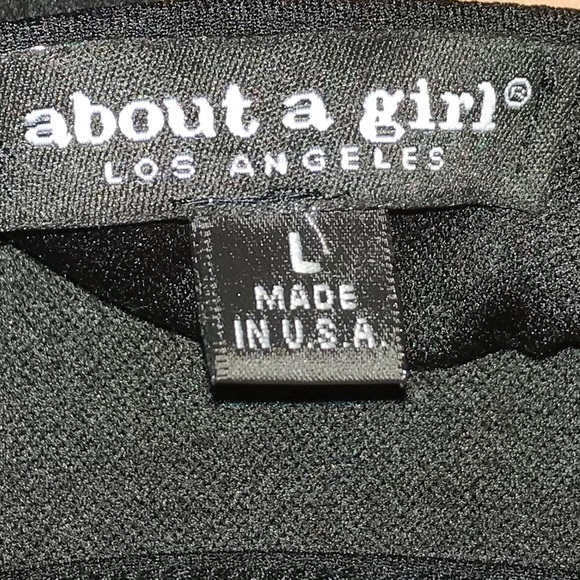 about a girl®
LOS ANGELES
L
MADE
IN U.S.A.